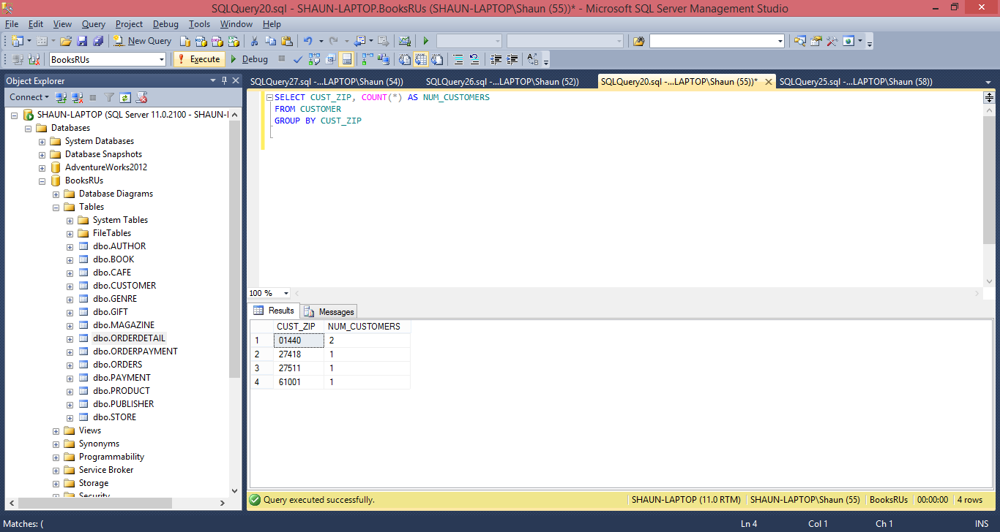 SQLQuery20.sql - SHAUN-LAPTOP.BooksRUs (SHAUN-LAPTOP\Shaun (55))* - Microsoft SQL Server Management Studio
File Edit View Query Project Debug Tools Window Help
New Query
BooksRUs Execute Debug
Object Explorer
Connect
SHAUN-LAPTOP (SQL Server 11.0.2100 - SHAUN-l
Databases
System Databases
Database Snapshots
AdventureWorks2012
BooksRUs
Database Diagrams
Tables
System Tables
FileTables
dbo.AUTHOR
dbo.BOOK
dbo.CAFE
dbo.CUSTOMER
dbo.GENRE
dbo.GIFT
dbo.MAGAZINE
dbo.ORDERDETAIL
dbo.ORDERPAYMENT
dbo.ORDERS
dbo.PAYMENT
dbo.PRODUCT
dbo.PUBLISHER
dbo.STORE
Views
Synonyms
Programmability
Service Broker
Storage
Security
SQLQuery27.sql -...LAPTOP\Shaun (54)) SQLQuery26.sql -...LAPTOP\Shaun (52)) SQLQuery20.sql -...LAPTOP\Shaun (55))* SQLQuery25.sql -...LAPTOP\Shaun (58))
SELECT CUST_ZIP, COUNT(*) AS NUM_CUSTOMERS
FROM CUSTOMER
GROUP BY CUST_ZIP
100 %
Results Messages
CUST_ZIP NUM_CUSTOMERS
1 01440 2
2 27418 1
3 27511 1
4 61001 1
Query executed successfully. SHAUN-LAPTOP (11.0 RTM) SHAUN-LAPTOP\Shaun (55) BooksRUs 00:00:00 4 rows
Matches: ( Ln 4 Col 1 Ch 1 INS